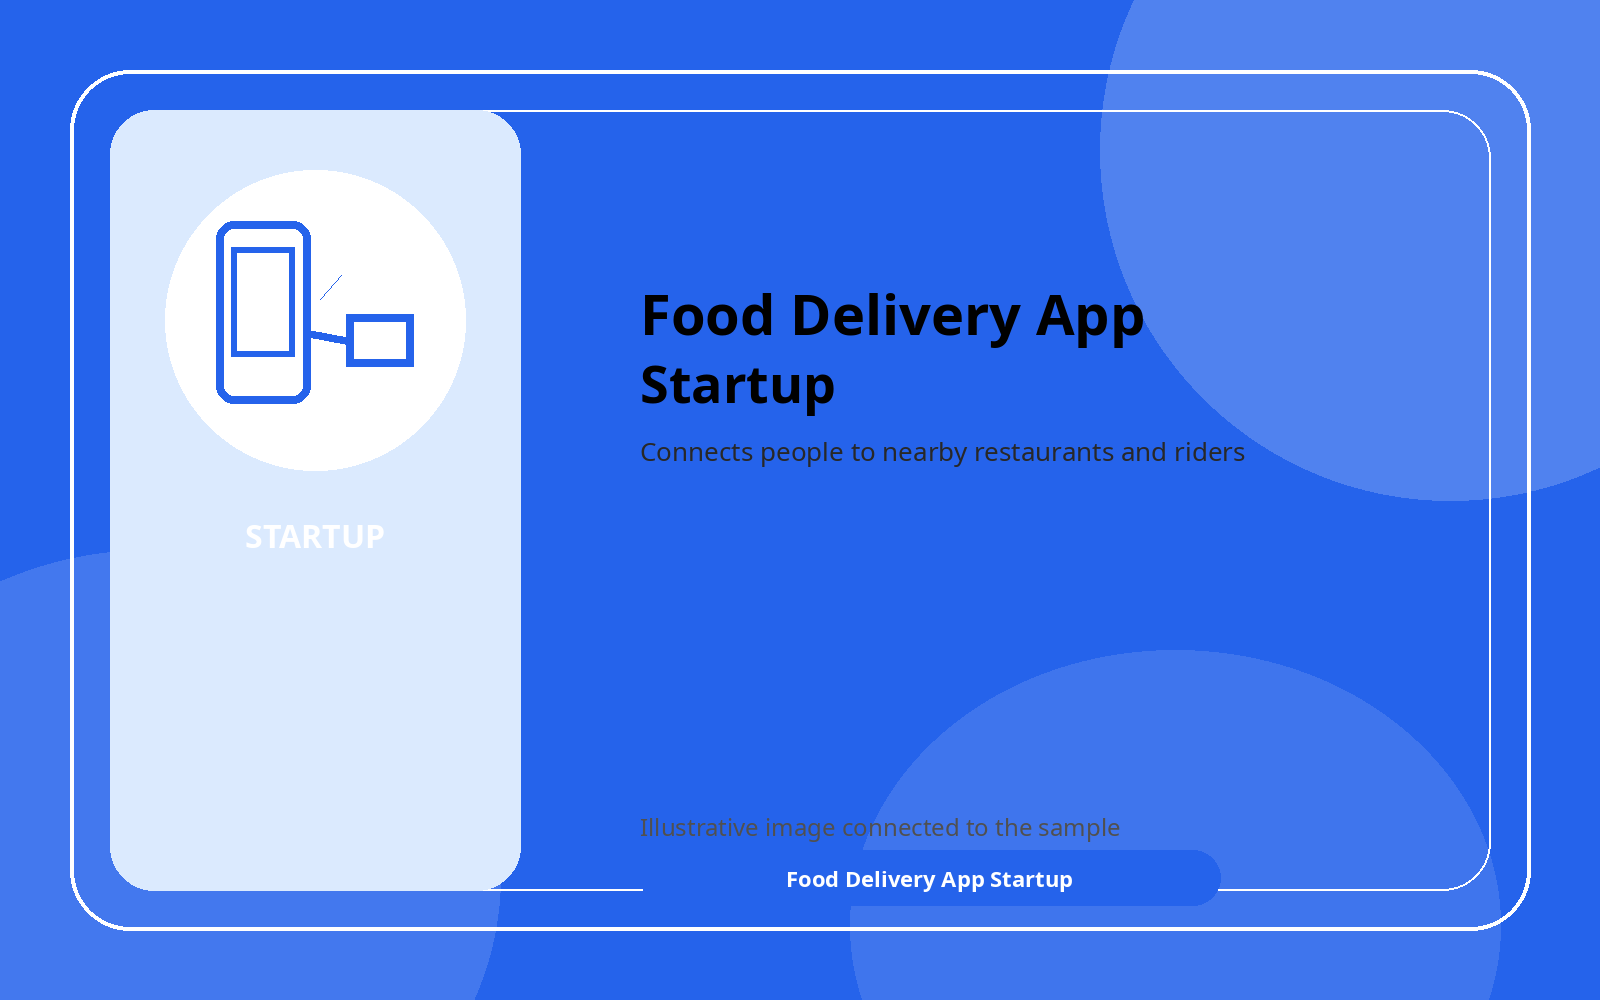 STARTUP
Food Delivery App
Startup
Connects people to nearby restaurants and riders
Illustrative image connected to the sample
Food Delivery App Startup